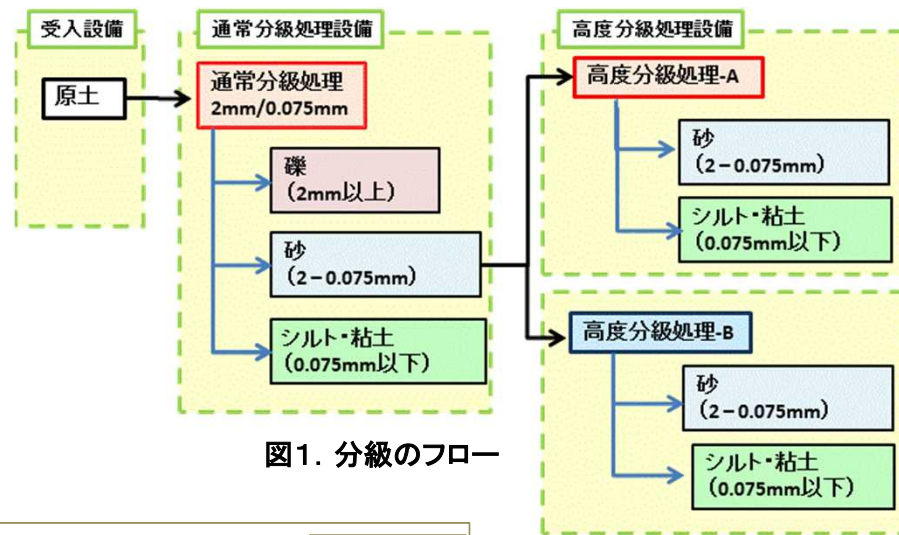 受入設備
原土
通常分級処理設備
通常分級処理
2mm/0.075mm
礫
(2mm以上)
砂
(2-0.075mm)
シルト・粘土
(0.075mm以下)
高度分級処理設備
高度分級処理-A
砂
(2-0.075mm)
シルト・粘土
(0.075mm以下)
高度分級処理-B
砂
(2-0.075mm)
シルト・粘土
(0.075mm以下)
図1. 分級のフロー